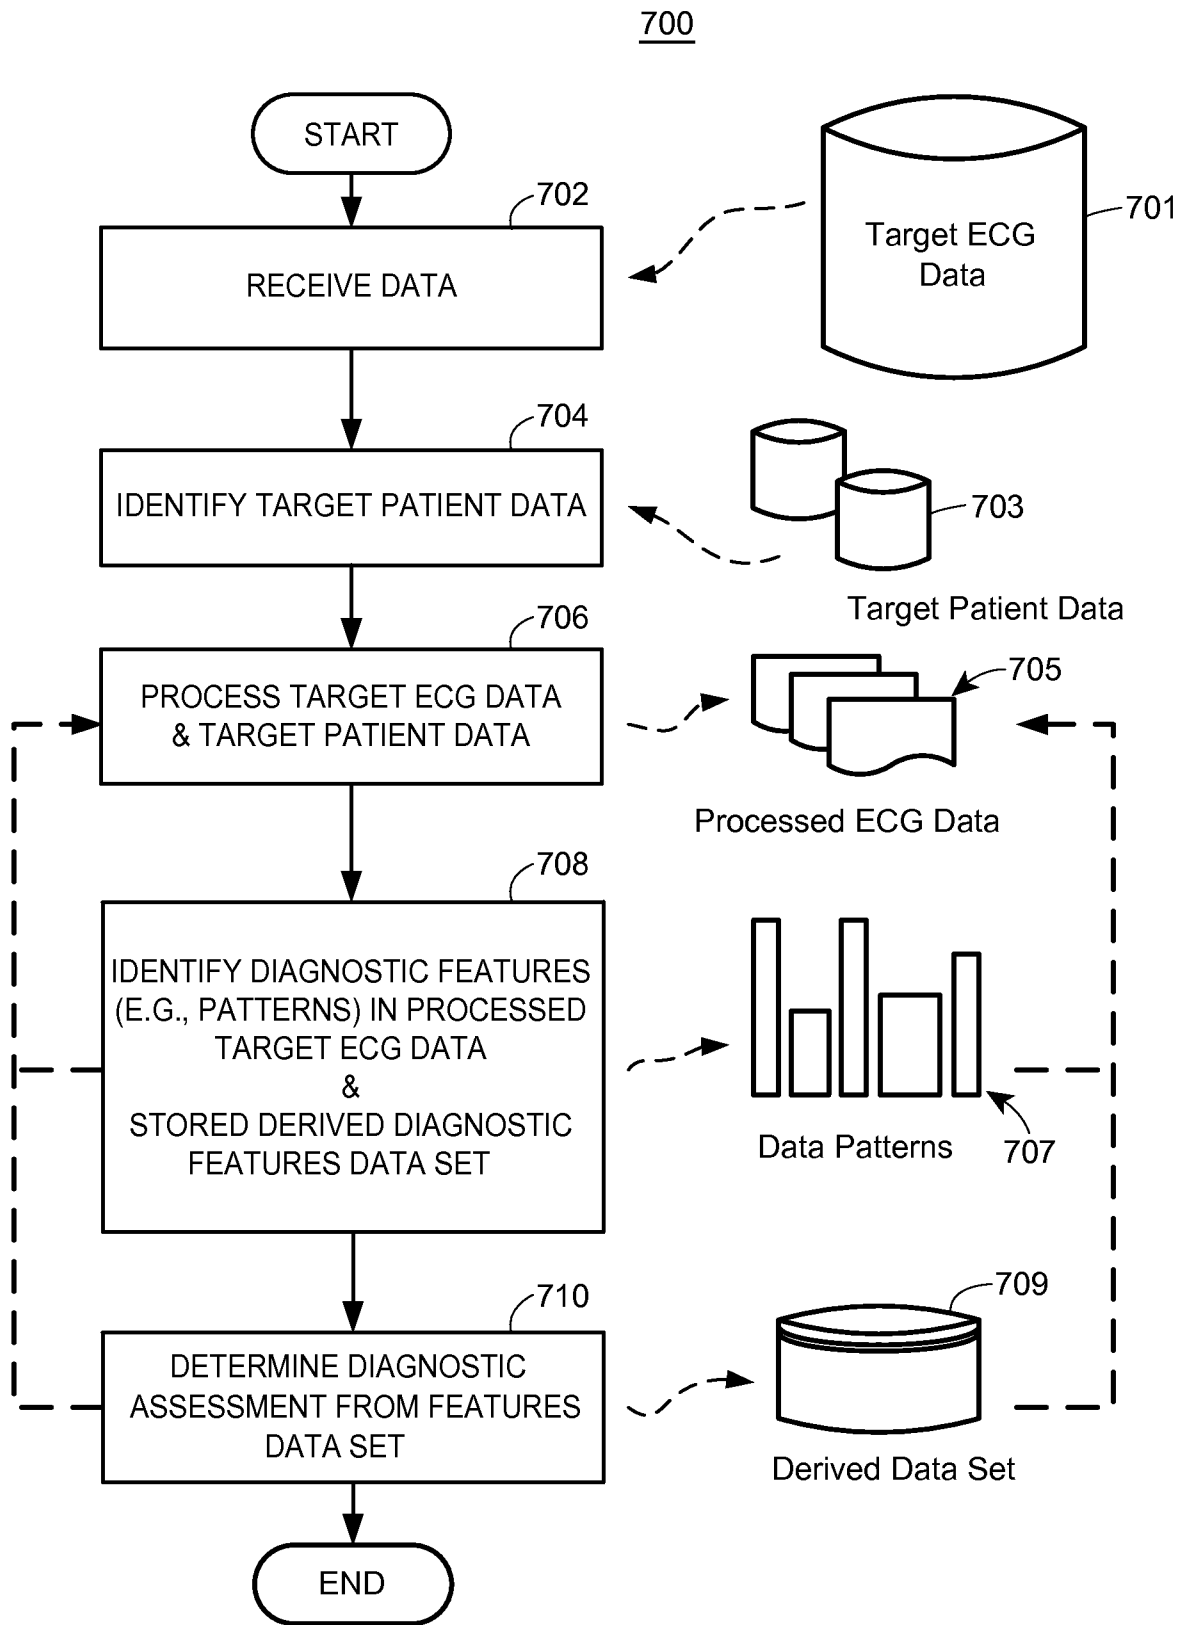 700
START
702
RECEIVE DATA
Target ECG
Data
701
704
IDENTIFY TARGET PATIENT DATA
703
Target Patient Data
706
PROCESS TARGET ECG DATA
& TARGET PATIENT DATA
705
Processed ECG Data
708
IDENTIFY DIAGNOSTIC FEATURES
(E.G., PATTERNS) IN PROCESSED
TARGET ECG DATA
&
STORED DERIVED DIAGNOSTIC
FEATURES DATA SET
Data Patterns
707
710
DETERMINE DIAGNOSTIC
ASSESSMENT FROM FEATURES
DATA SET
709
Derived Data Set
END